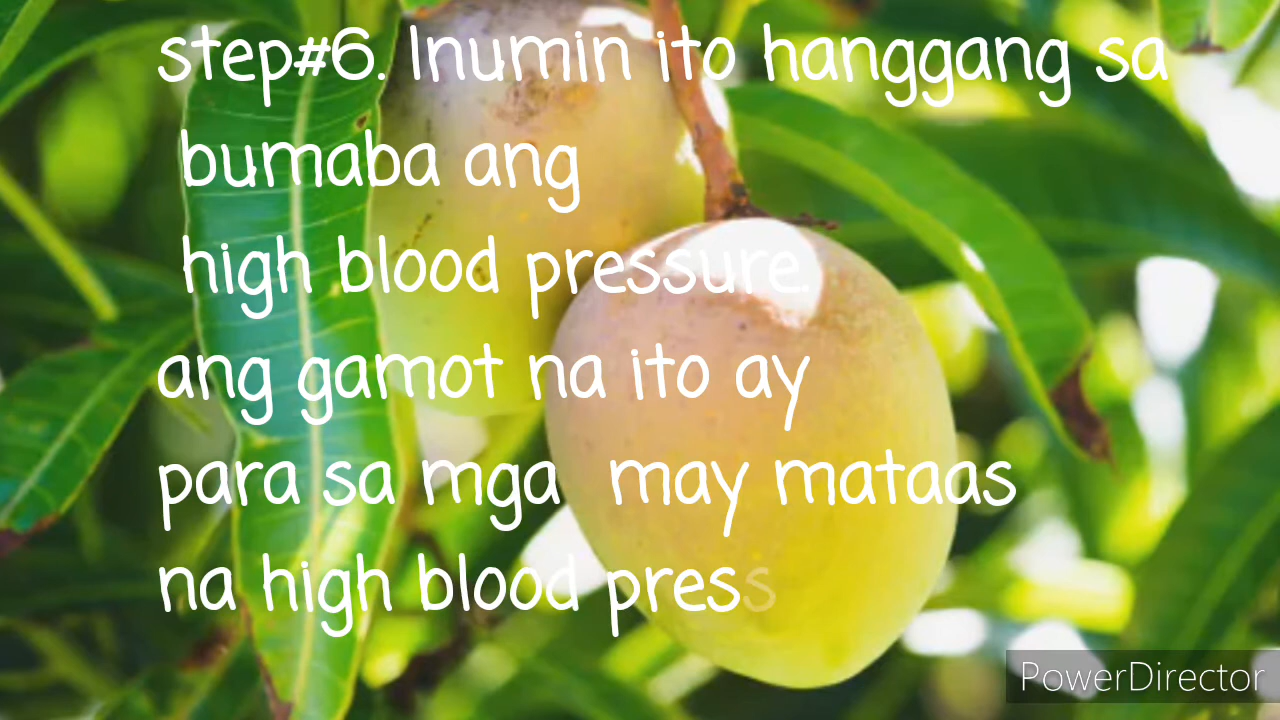 step#6. Inumin ito hanggang sa
bumaba ang
high blood pressure.
ang gamot na ito ay
para sa mga may mataas
na high blood press
PowerDirector